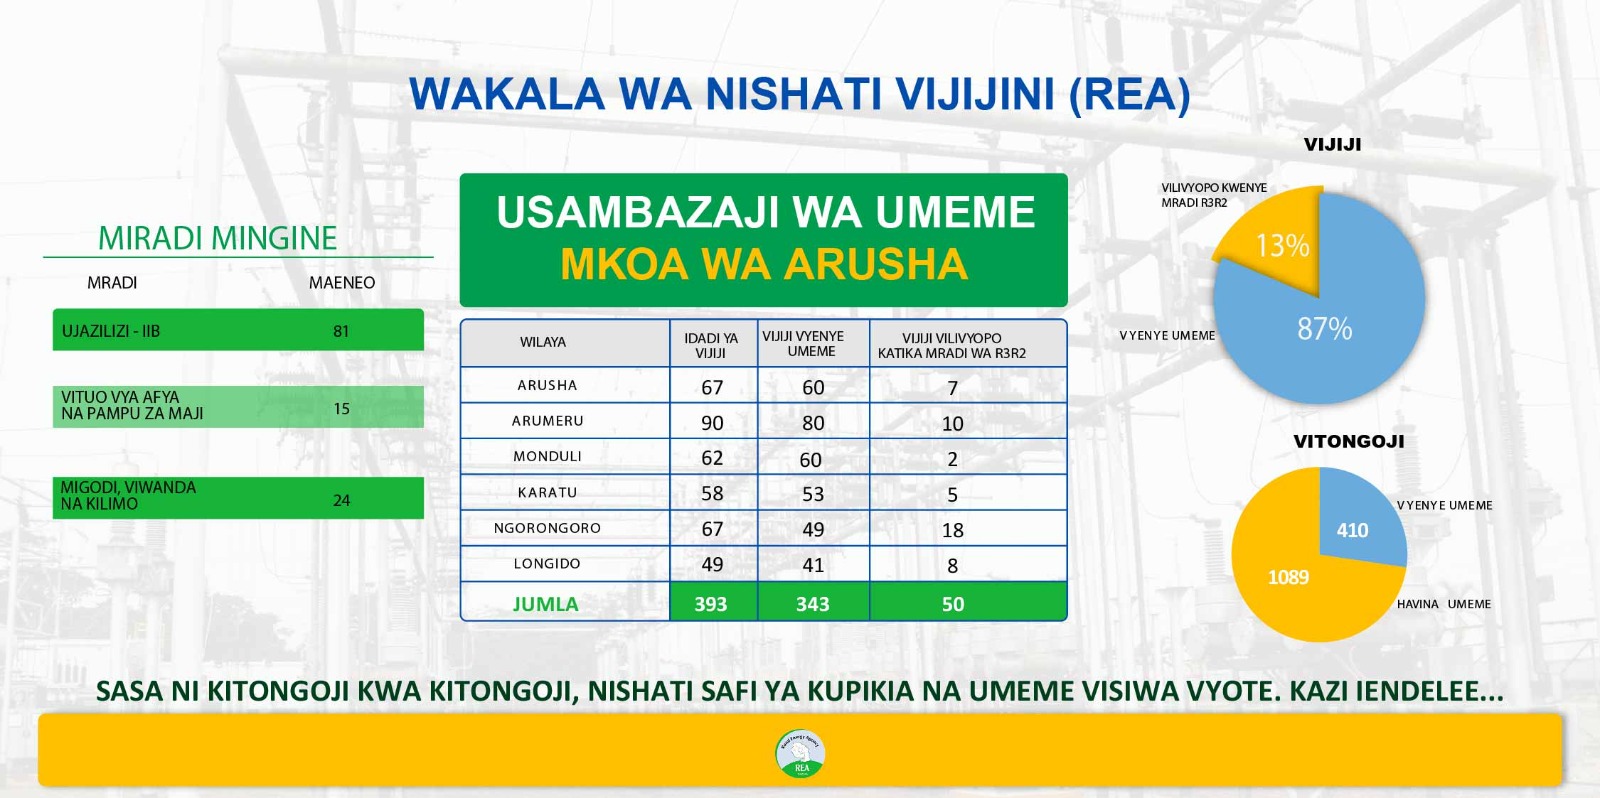 WAKALA WA NISHATI VIJIJINI (REA)
MIRADI MINGINE
MRADI MAENEO
UJAZILIZI - IIB 81
VITUO VYA AFYA
NA PAMPU ZA MAJI 15
MIGODI, VIWANDA
NA KILIMO 24
USAMBAZAJI WA UMEME
MKOA WA ARUSHA
WILAYA IDADI YA VIJIJI VIJIJI VYENYE UMEME VIJIJI VILIVYOPO KATIKA MRADI WA R3R2
ARUSHA 67 60 7
ARUMERU 90 80 10
MONDULI 62 60 2
KARATU 58 53 5
NGORONGORO 67 49 18
LONGIDO 49 41 8
JUMLA 393 343 50
VIJIJI
VILIVYOPO KWENYE
MRADI R3R2
13%
VYENYE UMEME
87%
VITONGOJI
VYENYE UMEME
410
1089
HAVINA UMEME
SASA NI KITONGOJI KWA KITONGOJI, NISHATI SAFI YA KUPIKIA NA UMEME VISIWA VYOTE. KAZI IENDELEE...
Rural Energy Agency
REA